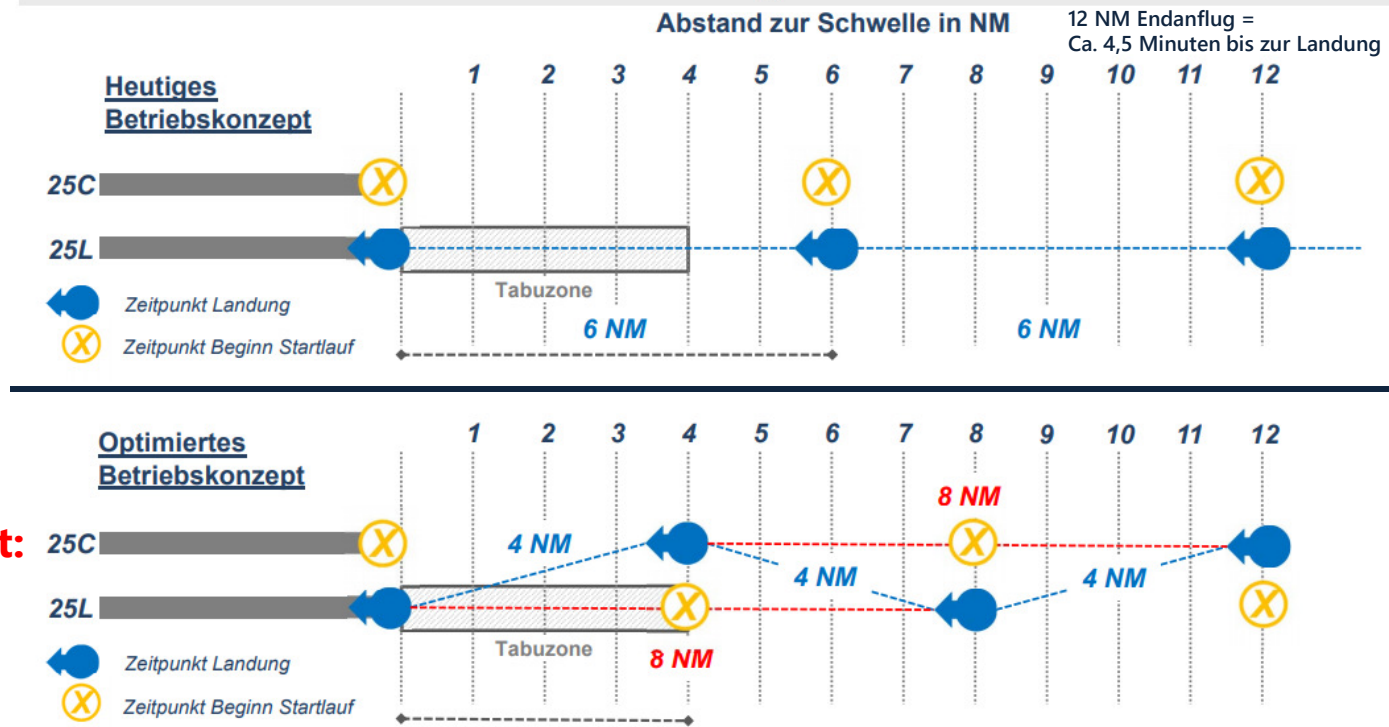 Abstand zur Schwelle in NM
12 NM Endanflug =
Ca. 4,5 Minuten bis zur Landung
1 2 3 4 5 6 7 8 9 10 11 12
Heutiges
Betriebskonzept
25C X X X
25L
Tabuzone
Zeitpunkt Landung
6 NM 6 NM
X Zeitpunkt Beginn Startlauf
1 2 3 4 5 6 7 8 9 10 11 12
Optimiertes
Betriebskonzept
8 NM
t: 25C X 4 NM X
4 NM 4 NM
25L X X
Tabuzone 8 NM
Zeitpunkt Landung
X Zeitpunkt Beginn Startlauf